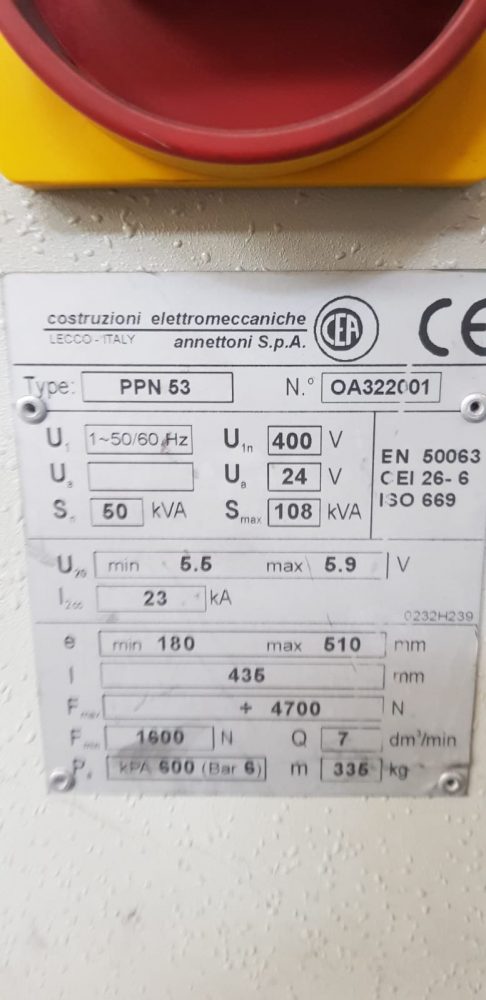 costruzioni elettromeccaniche
LECCO - ITALY annettoni S.p.A.
CEA
CE
Type: PPN 53 N.° OA322001
U₁ 1~50/60 Hz U₁ₙ 400 V
Uₐ 24 V
EN 50063
CEI 26-6
ISO 669
Sₙ 50 kVA Smax 108 kVA
U₂₀ min 5.5 max 5.9 V
I₂cc 23 kA
0232H239
e min 180 max 510 mm
l 435 mm
Fmax + 4700 N
Fmin 1600 N Q 7 dm³/min
kPA 600 (Bar 6) m 335 kg